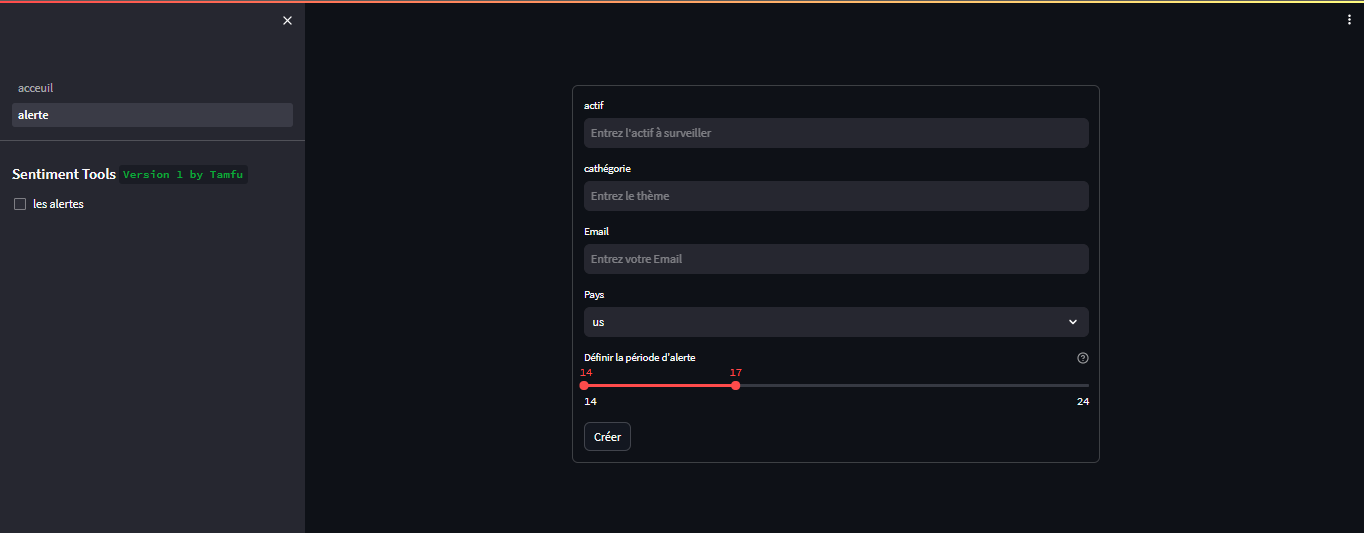 acceuil
alerte
Sentiment Tools Version 1 by Tamfu
les alertes
actif
Entrez l'actif à surveiller
cathégorie
Entrez le thème
Email
Entrez votre Email
Pays
us
Définir la période d'alerte
14 17
14 24
Créer